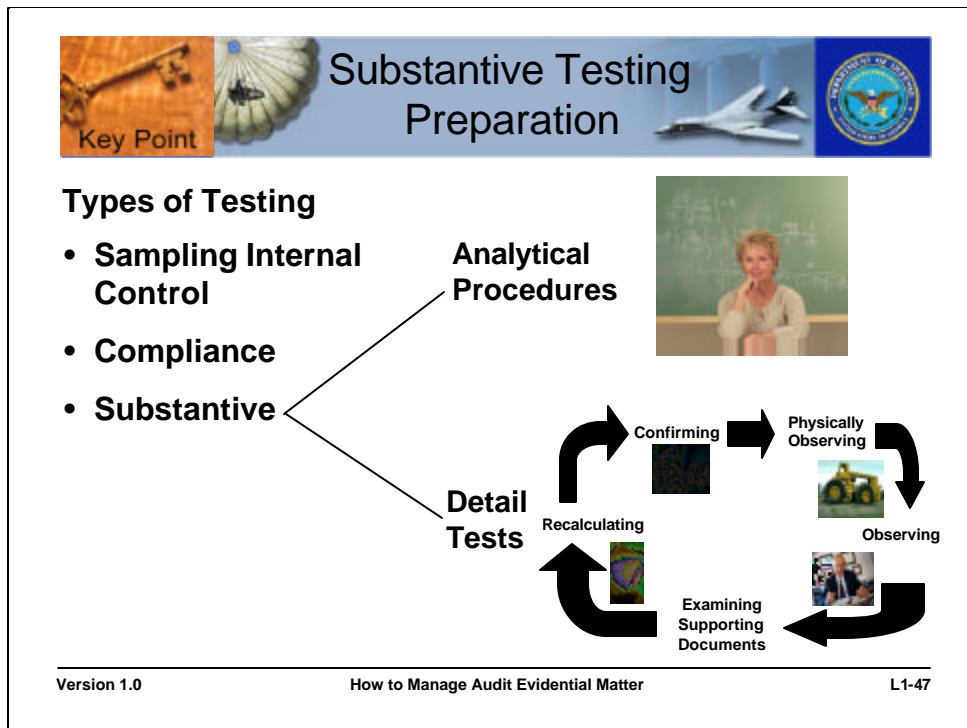 Key Point
Substantive Testing
Preparation
Types of Testing
• Sampling Internal
Control
• Compliance
• Substantive
Analytical
Procedures
Detail
Tests
Confirming
Physically
Observing
Observing
Examining
Supporting
Documents
Recalculating
Version 1.0
How to Manage Audit Evidential Matter
L1-47